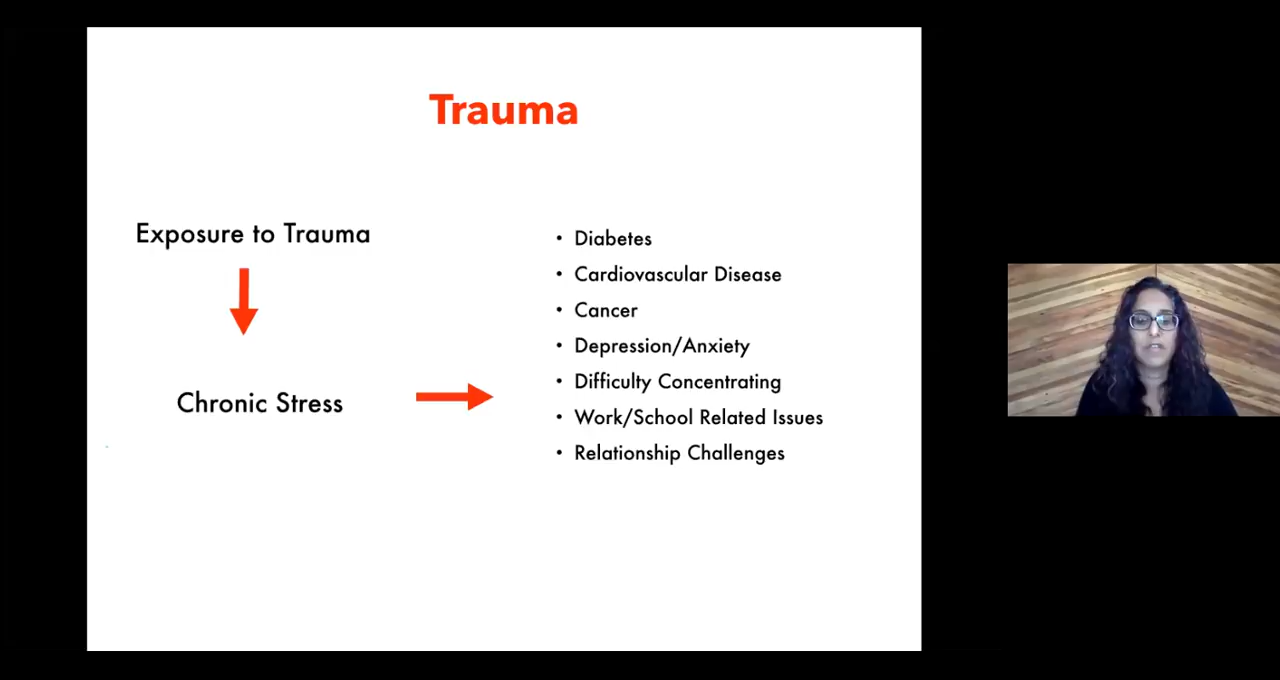 Trauma
Exposure to Trauma
Chronic Stress
• Diabetes
• Cardiovascular Disease
• Cancer
• Depression/Anxiety
• Difficulty Concentrating
• Work/School Related Issues
• Relationship Challenges